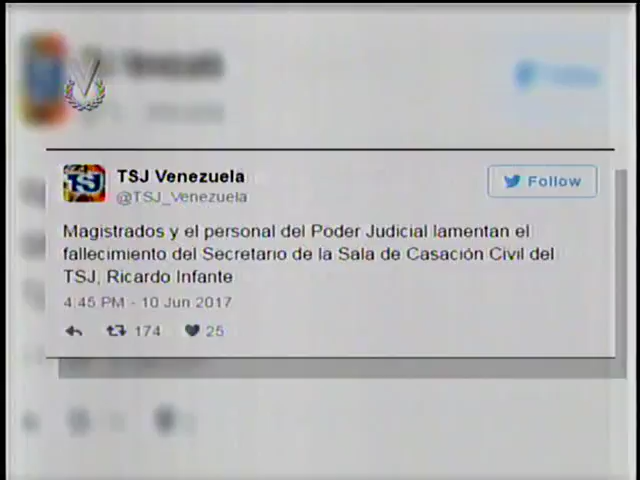 TSJ
TSJ Venezuela
@TSJ_Venezuela
Follow
Magistrados y el personal del Poder Judicial lamentan el
fallecimiento del Secretario de la Sala de Casación Civil del
TSJ, Ricardo Infante
4:45 PM - 10 Jun 2017
174
25